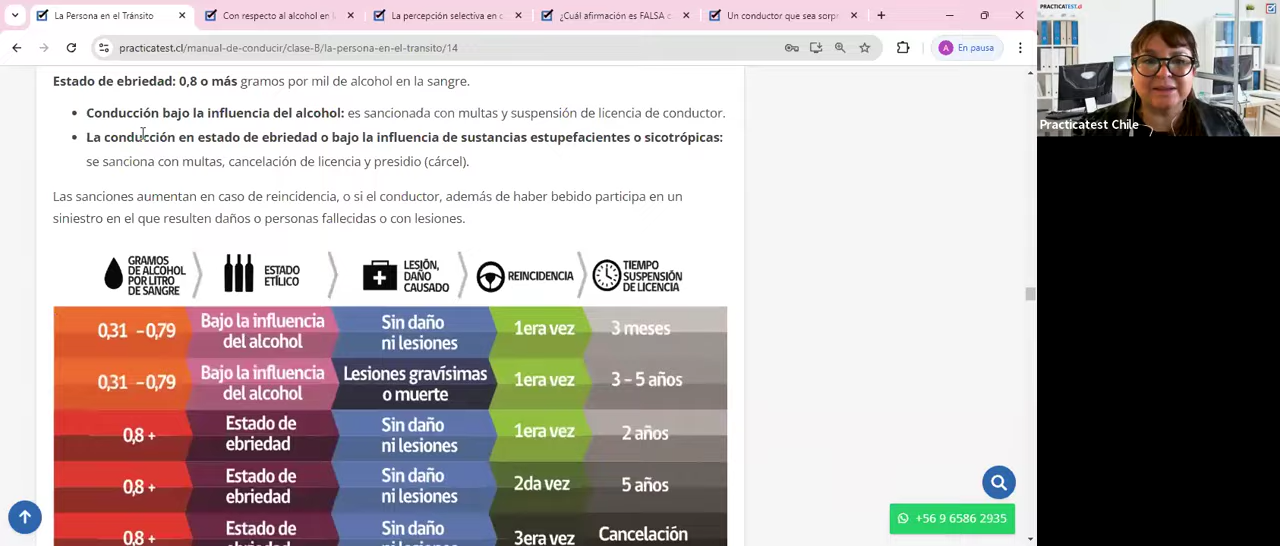 La Persona en el Tránsito
Con respecto al alcohol en l
La percepción selectiva en c
¿Cuál afirmación es FALSA c
Un conductor que sea sorpr
practicatest.cl/manual-de-conducir/clase-B/la-persona-en-el-transito/14
A
En pausa
PRACTICATEST.CL
Practicatest Chile
Estado de ebriedad: 0,8 o más gramos por mil de alcohol en la sangre.
Conducción bajo la influencia del alcohol: es sancionada con multas y suspensión de licencia de conductor.
La conducción en estado de ebriedad o bajo influencia de sustancias estupefacientes o sicotrópicas:
se sanciona con multas, cancelación de licencia y presidio (cárcel).
Las sanciones aumentan en caso de reincidencia, o si el conductor, además de haber bebido participa en un
siniestro en el que resulten daños o personas fallecidas o con lesiones.
GRAMOS
DE ALCOHOL
POR LITRO
DE SANGRE
ESTADO
ETÍLICO
LESIÓN,
DAÑO
CAUSADO
REINCIDENCIA
TIEMPO
SUSPENSIÓN
DE LICENCIA
0,31 -0,79
Bajo la influencia
del alcohol
Sin daño
ni lesiones
1era vez
3 meses
0,31 -0,79
Bajo la influencia
del alcohol
Lesiones gravísimas
o muerte
1era vez
3 – 5 años
0,8 +
Estado de
ebriedad
Sin daño
ni lesiones
1era vez
2 años
0,8 +
Estado de
ebriedad
Sin daño
ni lesiones
2da vez
5 años
0,8 +
Estado de
ebriedad
Sin daño
ni lesiones
3era vez
Cancelación
+56 9 6586 2935